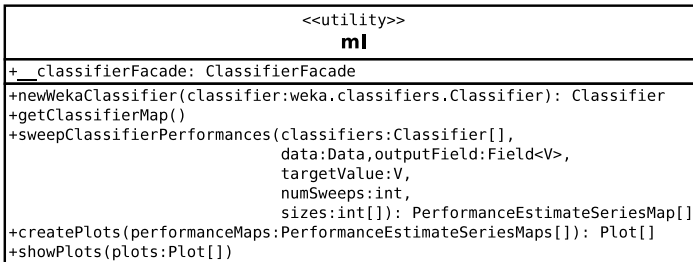 <<utility>>
ml
+__classifierFacade: ClassifierFacade
+newWekaClassifier(classifier:weka.classifiers.Classifier): Classifier
+getClassifierMap()
+sweepClassifierPerformances(classifiers:Classifier[],
data:Data,outputField:Field<V>,
targetValue:V,
numSweeps:int,
sizes:int[]): PerformanceEstimateSeriesMap[]
+createPlots(performanceMaps:PerformanceEstimateSeriesMaps[]): Plot[]
+showPlots(plots:Plot[])